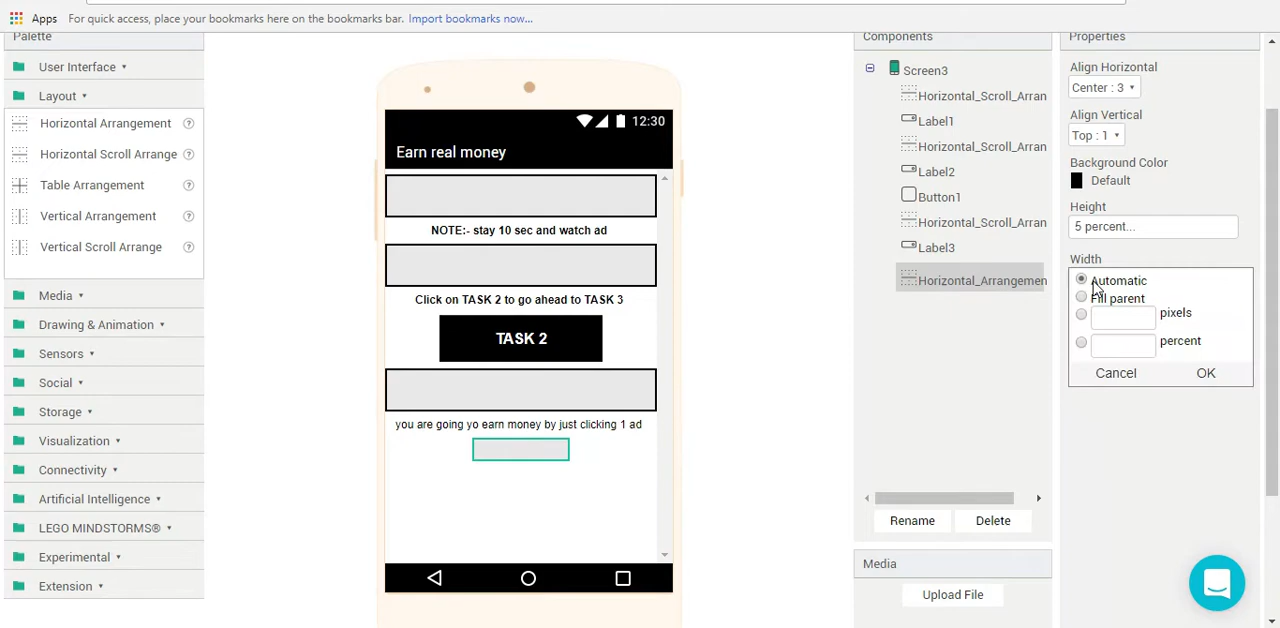 Apps
For quick access, place your bookmarks here on the bookmarks bar. Import bookmarks now...
Palette
User Interface
Layout
Horizontal Arrangement
Horizontal Scroll Arrange
Table Arrangement
Vertical Arrangement
Vertical Scroll Arrange
Media
Drawing & Animation
Sensors
Social
Storage
Visualization
Connectivity
Artificial Intelligence
LEGO MINDSTORMS®
Experimental
Extension
12:30
Earn real money
NOTE:- stay 10 sec and watch ad
Click on TASK 2 to go ahead to TASK 3
TASK 2
you are going yo earn money by just clicking 1 ad
Components
Screen3
Horizontal_Scroll_Arran
Label1
Horizontal_Scroll_Arran
Label2
Button1
Horizontal_Scroll_Arran
Label3
Horizontal_Arrangemen
Rename
Delete
Media
Upload File
Properties
Align Horizontal
Center : 3
Align Vertical
Top : 1
Background Color
Default
Height
5 percent...
Width
Automatic
Fill parent
pixels
percent
Cancel
OK